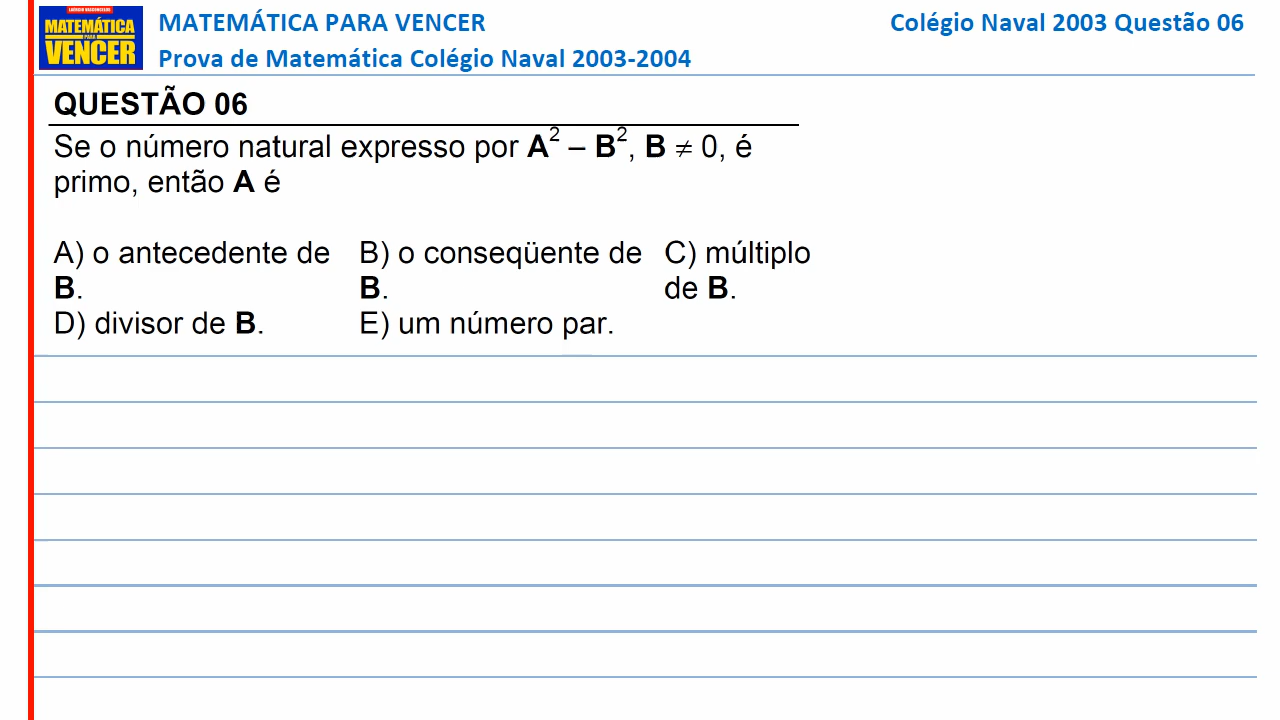 MATEMÁTICA
VENCER
MATEMÁTICA PARA VENCER
Colégio Naval 2003 Questão 06
Prova de Matemática Colégio Naval 2003-2004
QUESTÃO 06
Se o número natural expresso por A² – B², B ≠ 0, é
primo, então A é
A) o antecedente de B) o conseqüente de C) múltiplo
B. B. de B.
D) divisor de B. E) um número par.